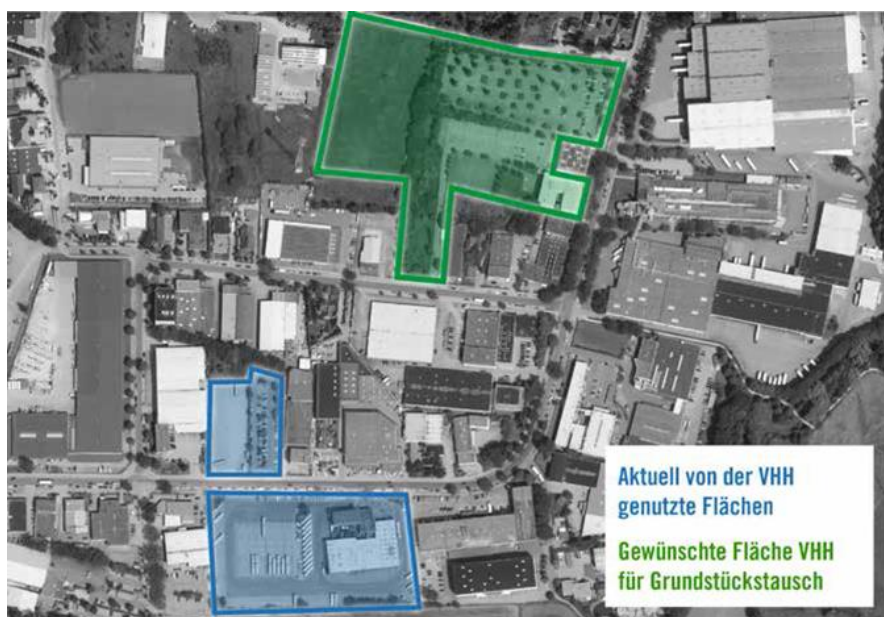 Aktuell von der VHH
genutzte Flächen
Gewünschte Fläche VHH
für Grundstückstausch